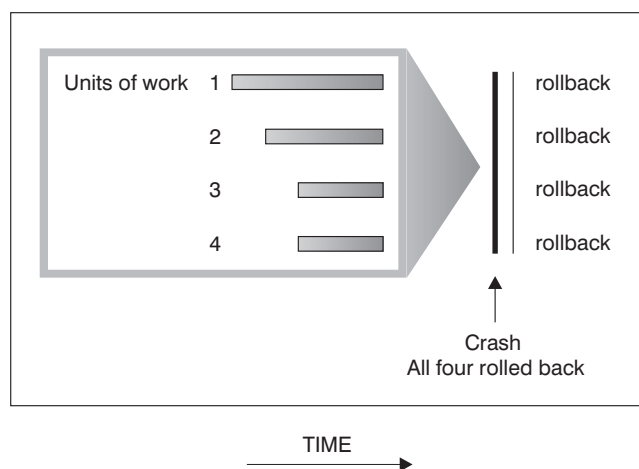 Units of work 1 rollback
2 rollback
3 rollback
4 rollback
Crash
All four rolled back
TIME